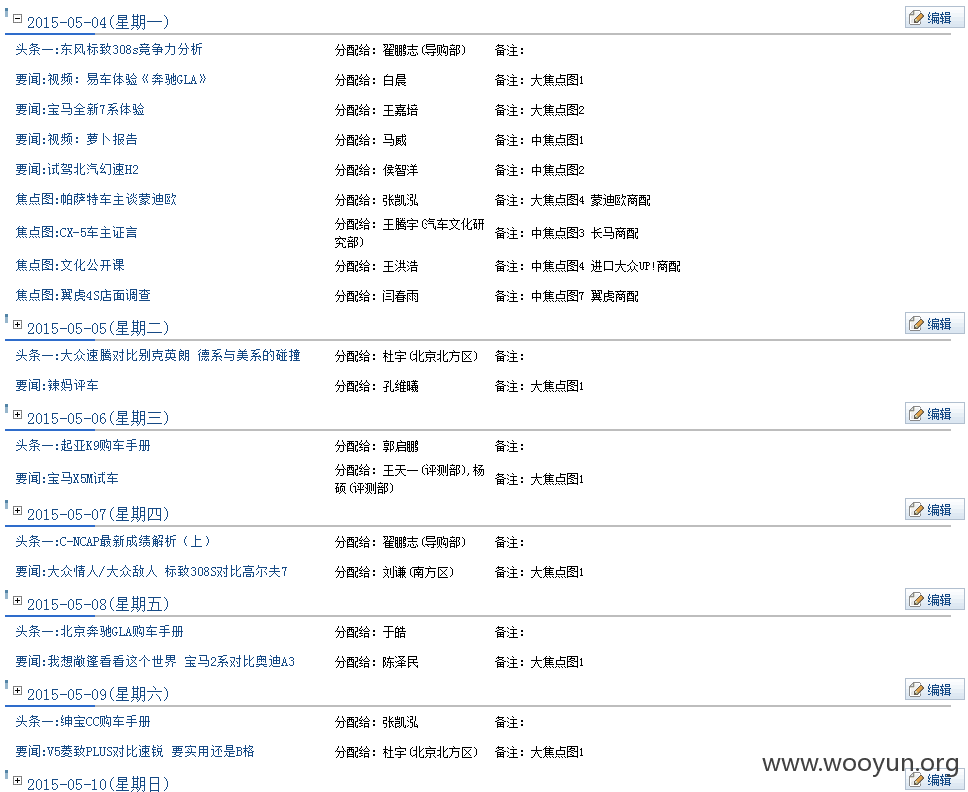 2015-05-04(星期一) 编辑
头条一:东风标致308s竞争力分析 分配给: 翟鹏志(导购部) 备注:
要闻:视频: 易车体验《奔驰GLA》 分配给: 白晨 备注: 大焦点图1
要闻:宝马全新7系体验 分配给: 王嘉培 备注: 大焦点图2
要闻:视频: 萝卜报告 分配给: 马威 备注: 中焦点图1
要闻:试驾北汽幻速H2 分配给: 侯智洋 备注: 中焦点图2
焦点图:帕萨特车主谈蒙迪欧 分配给: 张凯泓 备注: 大焦点图4 蒙迪欧商配
焦点图:CX-5车主证言 分配给: 王腾宇(汽车文化研究部) 备注: 中焦点图3 长马商配
焦点图:文化公开课 分配给: 王洪浩 备注: 中焦点图4 进口大众UP!商配
焦点图:翼虎4S店面调查 分配给: 闫春雨 备注: 中焦点图7 翼虎商配
2015-05-05(星期二) 编辑
头条一:大众速腾对比别克英朗 德系与美系的碰撞 分配给: 杜宇(北京北方区) 备注:
要闻:辣妈评车 分配给: 孔维曦 备注: 大焦点图1
2015-05-06(星期三) 编辑
头条一:起亚K9购车手册 分配给: 郭启鹏 备注:
要闻:宝马X5M试车 分配给: 王天一(评测部),杨硕(评测部) 备注: 大焦点图1
2015-05-07(星期四) 编辑
头条一:C-NCAP最新成绩解析（上） 分配给: 翟鹏志(导购部) 备注:
要闻:大众情人/大众敌人 标致308S对比高尔夫7 分配给: 刘谦(南方区) 备注: 大焦点图1
2015-05-08(星期五) 编辑
头条一:北京奔驰GLA购车手册 分配给: 于皓 备注:
要闻:我想敞篷看看这个世界 宝马2系对比奥迪A3 分配给: 陈泽民 备注: 大焦点图1
2015-05-09(星期六) 编辑
头条一:绅宝CC购车手册 分配给: 张凯泓 备注:
要闻:V5菱致PLUS对比速锐 要实用还是B格 分配给: 杜宇(北京北方区) 备注: 大焦点图1
www.wooyun.org
2015-05-10(星期日) 编辑